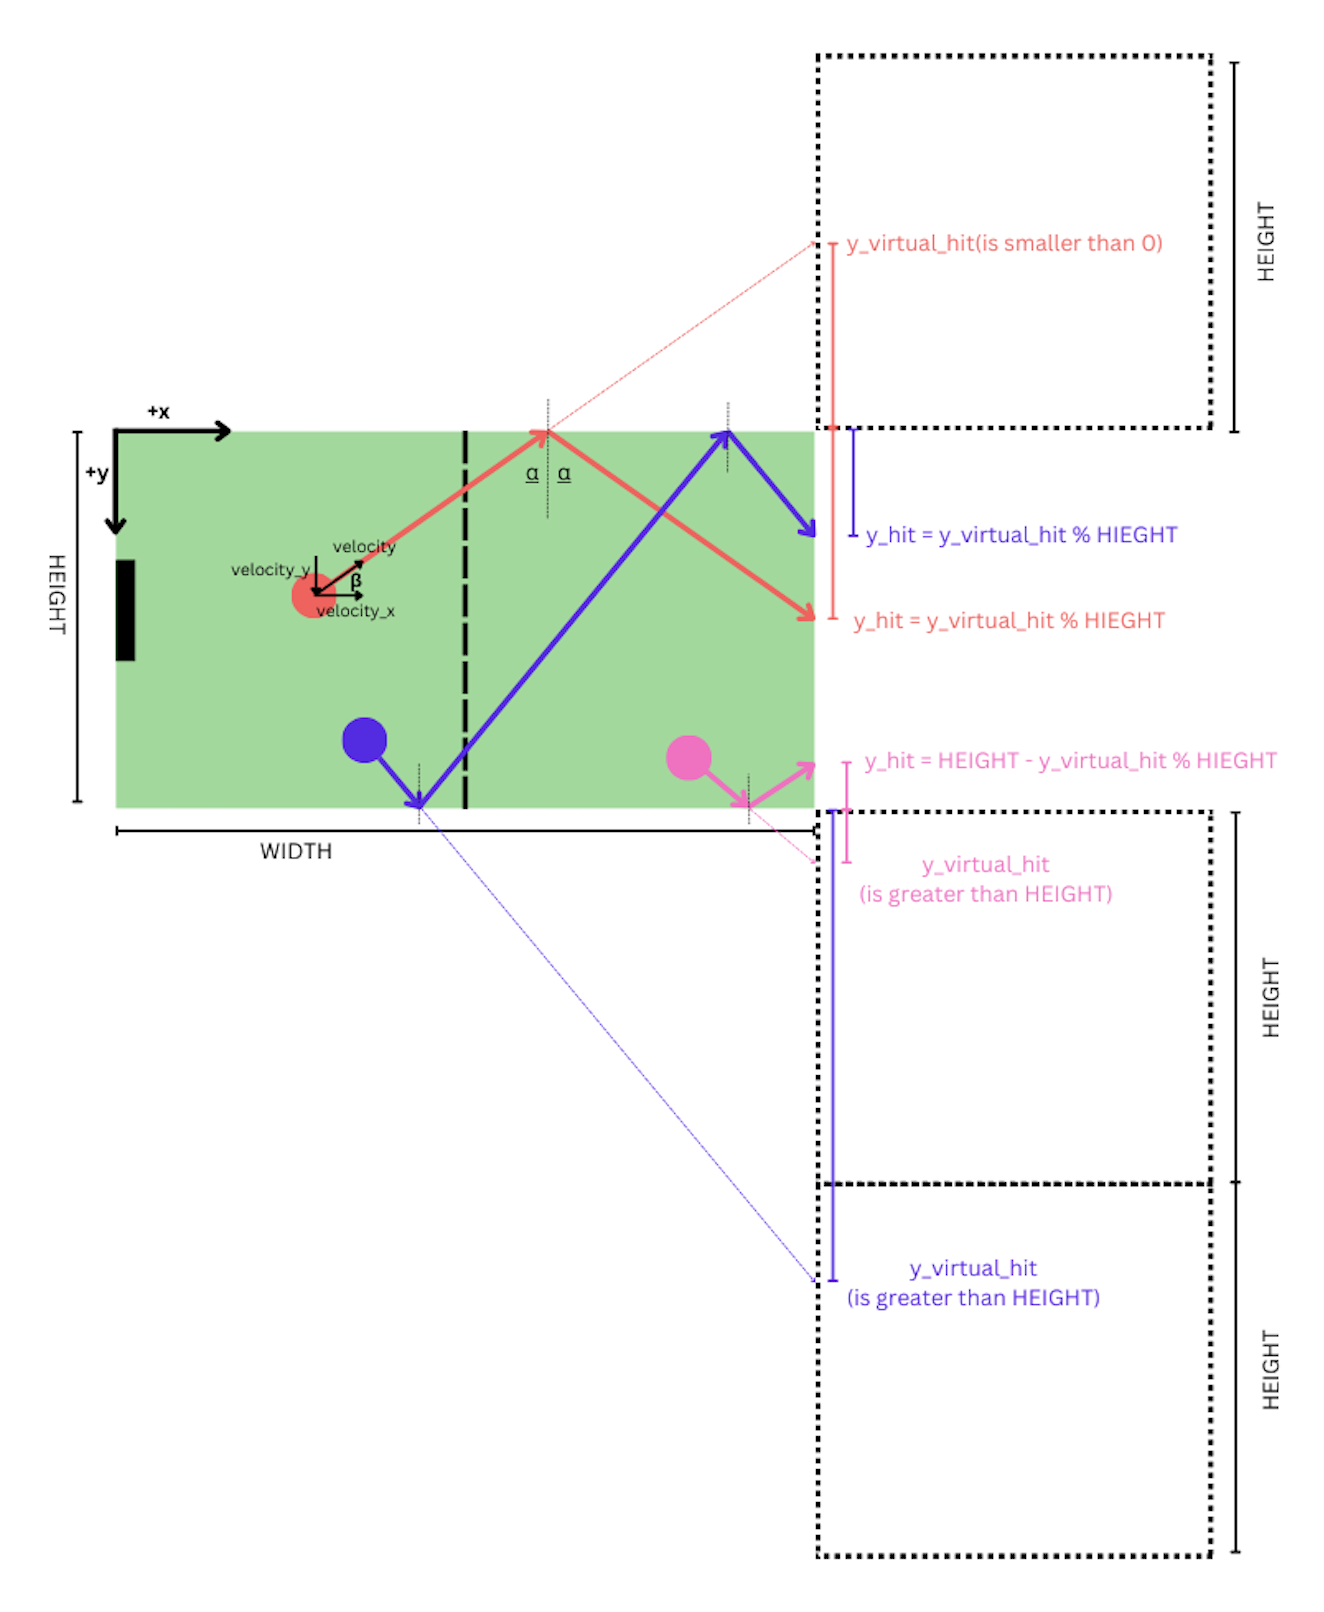 HEIGHT
y_virtual_hit(is smaller than 0)
+x
+y
α α
y_hit = y_virtual_hit % HIEGHT
velocity
velocity_y
β
velocity_x
HEIGHT
y_hit = y_virtual_hit % HIEGHT
y_hit = HEIGHT - y_virtual_hit % HIEGHT
WIDTH
y_virtual_hit
(is greater than HEIGHT)
HEIGHT
y_virtual_hit
(is greater than HEIGHT)
HEIGHT